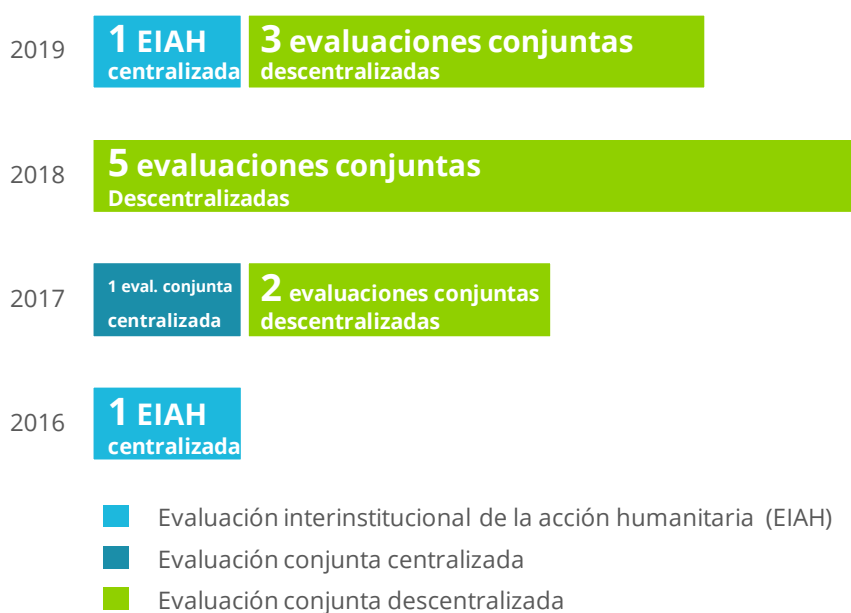 2019
1 EIAH
centralizada
3 evaluaciones conjuntas
descentralizadas
2018
5 evaluaciones conjuntas
Descentralizadas
2017
1 eval. conjunta
centralizada
2 evaluaciones conjuntas
descentralizadas
2016
1 EIAH
centralizada
Evaluación interinstitucional de la acción humanitaria (EIAH)
Evaluación conjunta centralizada
Evaluación conjunta descentralizada